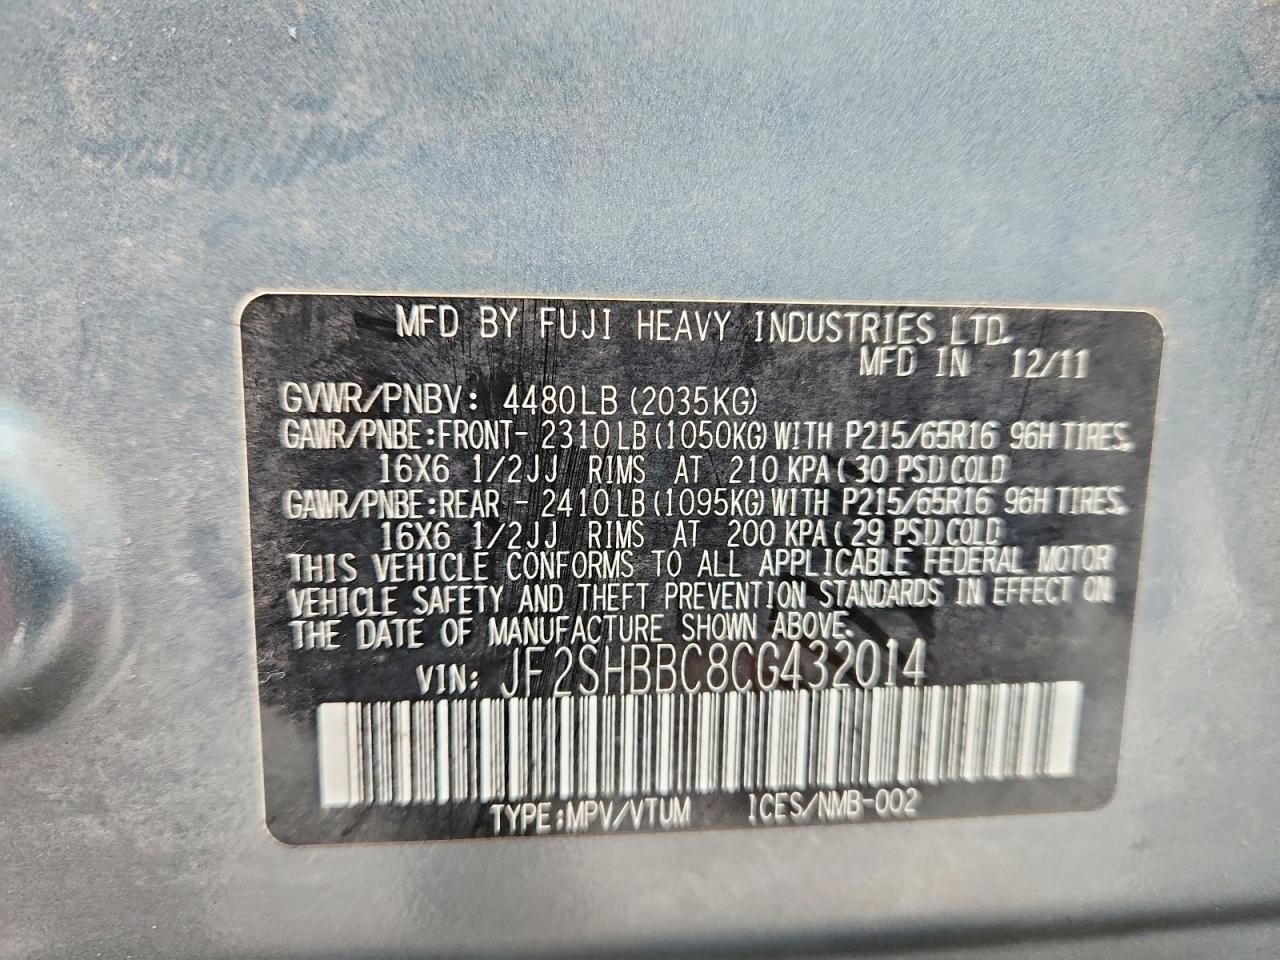 MFD BY FUJI HEAVY INDUSTRIES LTD.
MFD IN 12/11
GVWR/PNBV: 4480LB (2035KG)
GAWR/PNBE:FRONT- 2310LB(1050KG)WITH P215/65R16 96H TIRES.
16X6 1/2JJ RIMS AT 210 KPA(30 PSI)COLD
GAWR/PNBE:REAR - 2410LB(1095KG)WITH P215/65R16 96H TIRES.
16X6 1/2JJ RIMS AT 200 KPA(29 PSI)COLD
THIS VEHICLE CONFORMS TO ALL APPLICABLE FEDERAL MOTOR
VEHICLE SAFETY AND THEFT PREVENTION STANDARDS IN EFFECT ON
THE DATE OF MANUFACTURE SHOWN ABOVE.
VIN: JF2SHBBC8CG432014
TYPE:MPV/VTUM ICES/NMB-002